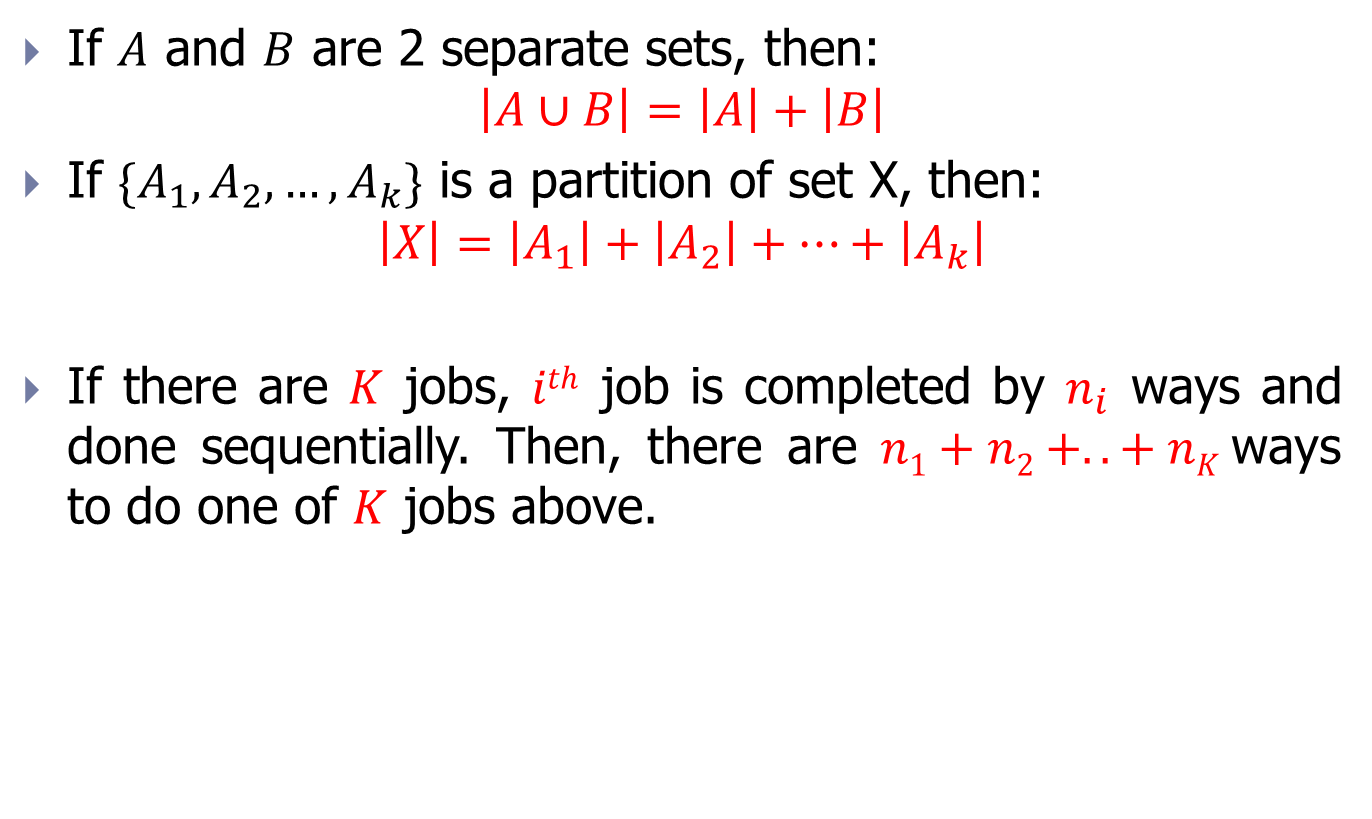 If A and B are 2 separate sets, then:
|A ∪ B| = |A| + |B|
If {A₁, A₂, … , Aₖ} is a partition of set X, then:
|X| = |A₁| + |A₂| + ⋯ + |Aₖ|
If there are K jobs, iᵗʰ job is completed by nᵢ ways and
done sequentially. Then, there are n₁ + n₂ +. . + n_K ways
to do one of K jobs above.